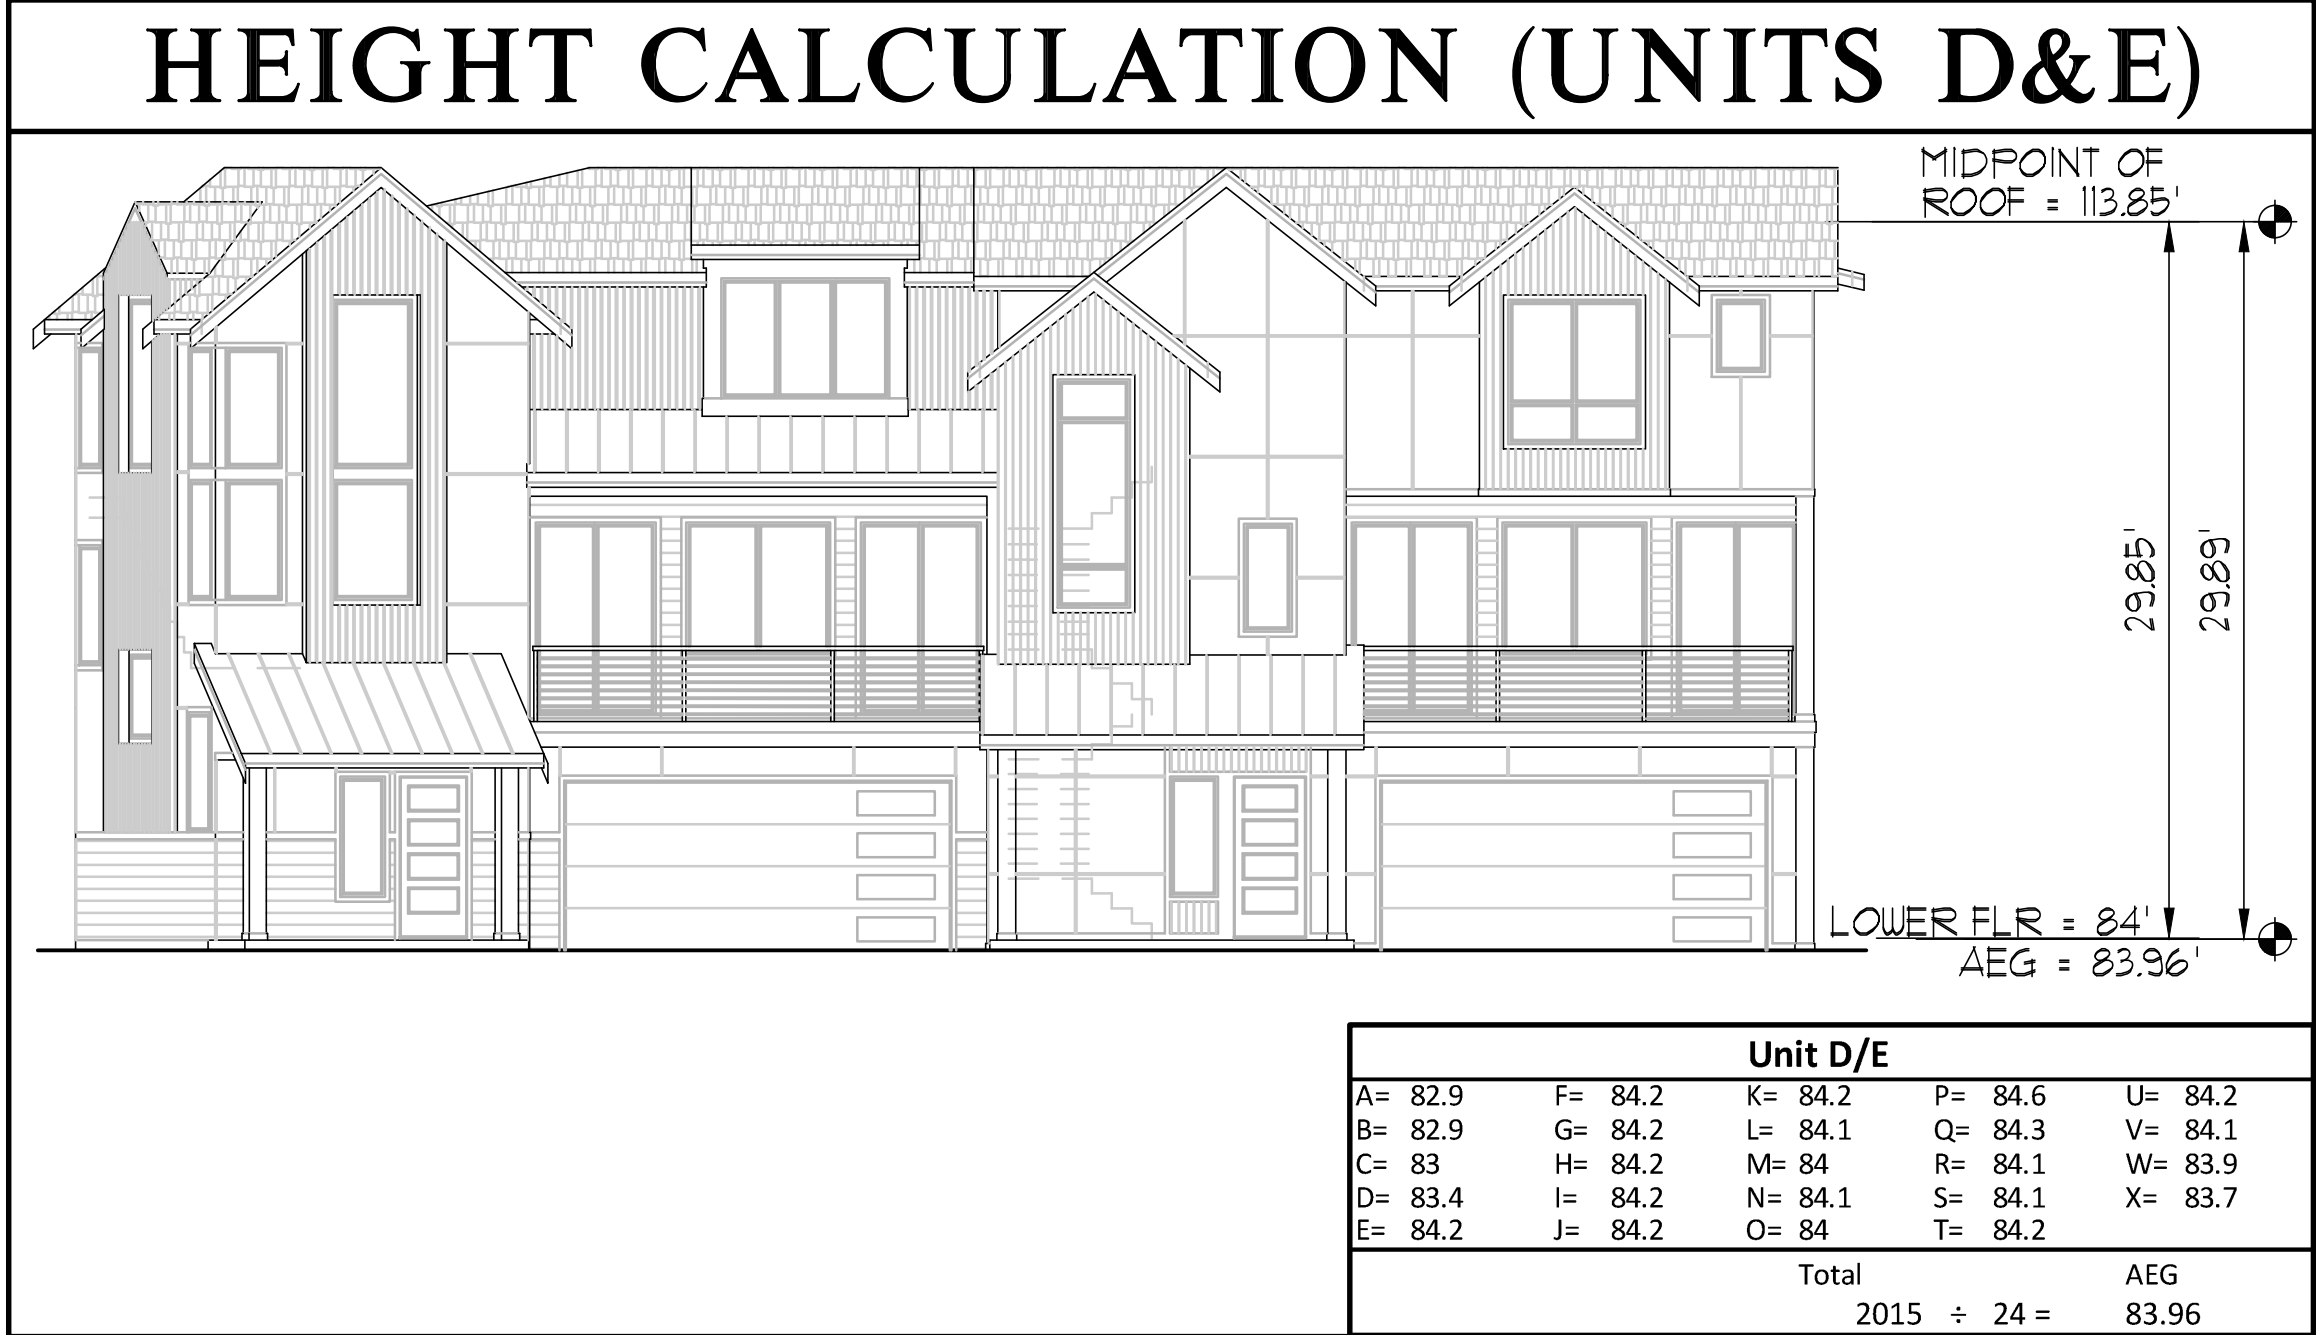 HEIGHT CALCULATION (UNITS D&E)
MIDPOINT OF
ROOF = 113.85'
29.85'
29.89'
LOWER FLR = 84'
AEG = 83.96'
Unit D/E
A= 82.9 F= 84.2 K= 84.2 P= 84.6 U= 84.2
B= 82.9 G= 84.2 L= 84.1 Q= 84.3 V= 84.1
C= 83 H= 84.2 M= 84 R= 84.1 W= 83.9
D= 83.4 I= 84.2 N= 84.1 S= 84.1 X= 83.7
E= 84.2 J= 84.2 O= 84 T= 84.2
Total AEG
2015 ÷ 24 = 83.96